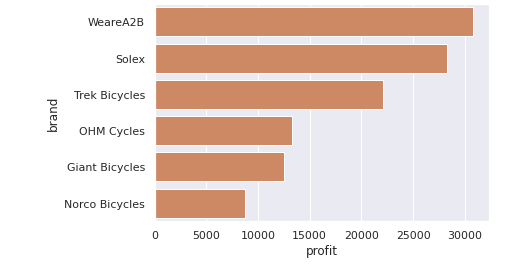 WeareA2B
Solex
Trek Bicycles
OHM Cycles
Giant Bicycles
Norco Bicycles
brand
0 5000 10000 15000 20000 25000 30000
profit